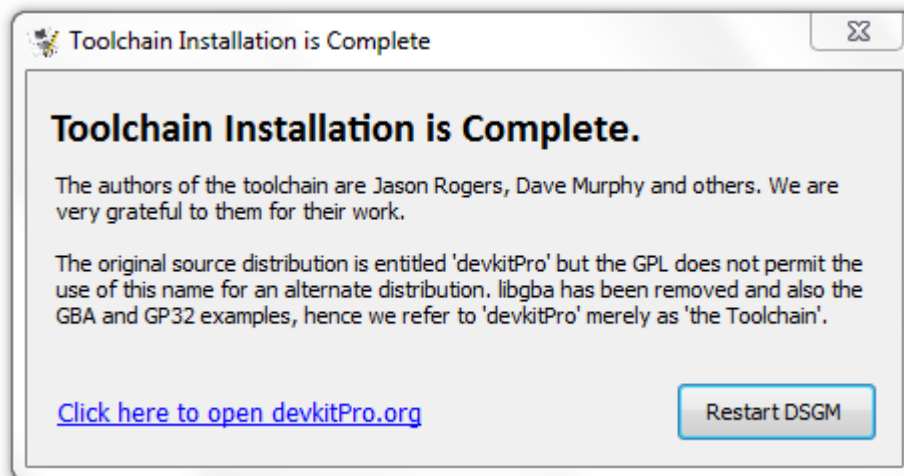 Toolchain Installation is Complete
Toolchain Installation is Complete.
The authors of the toolchain are Jason Rogers, Dave Murphy and others. We are
very grateful to them for their work.
The original source distribution is entitled 'devkitPro' but the GPL does not permit the
use of this name for an alternate distribution. libgba has been removed and also the
GBA and GP32 examples, hence we refer to 'devkitPro' merely as 'the Toolchain'.
Click here to open devkitPro.org
Restart DSGM